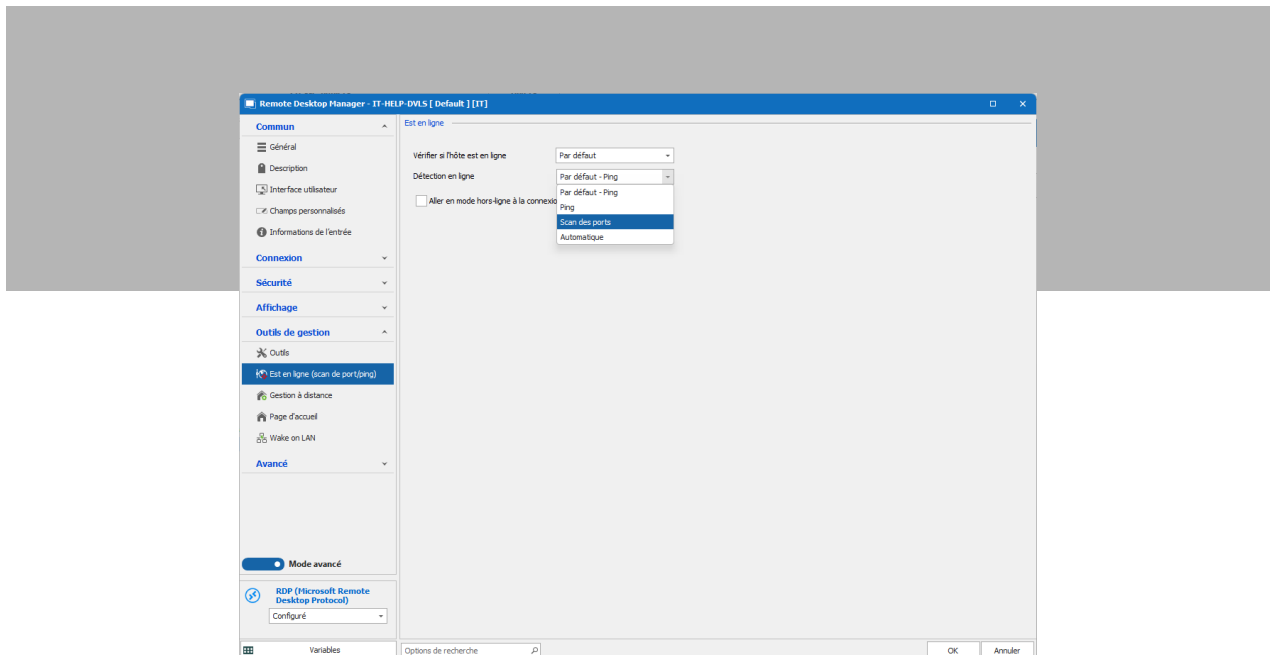 Remote Desktop Manager - IT-HELP-DVLS [ Default ] [IT]
Commun
Général
Description
Interface utilisateur
Champs personnalisés
Informations de l'entrée
Connexion
Sécurité
Affichage
Outils de gestion
Outils
Est en ligne (scan de port/ping)
Gestion à distance
Page d'accueil
Wake on LAN
Avancé
Mode avancé
RDP (Microsoft Remote
Desktop Protocol)
Configuré
Variables
Est en ligne
Vérifier si l'hôte est en ligne
Par défaut
Détection en ligne
Par défaut - Ping
Par défaut - Ping
Ping
Scan des ports
Automatique
Aller en mode hors-ligne à la connexio
Options de recherche
OK
Annuler